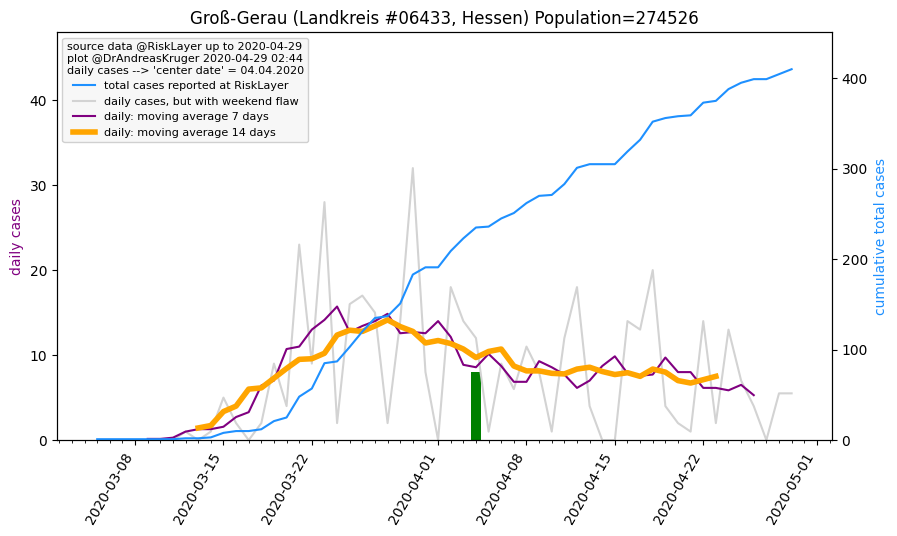 Groß-Gerau (Landkreis #06433, Hessen) Population=274526
source data @RiskLayer up to 2020-04-29
plot @DrAndreasKruger 2020-04-29 02:44
daily cases --> 'center date' = 04.04.2020
total cases reported at RiskLayer
daily cases, but with weekend flaw
daily: moving average 7 days
daily: moving average 14 days
daily cases
40
30
20
10
0
400
300
200
100
0
cumulative total cases
2020-03-08
2020-03-15
2020-03-22
2020-04-01
2020-04-08
2020-04-15
2020-04-22
2020-05-01